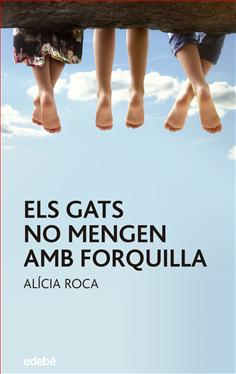 ELS GATS
NO MENGEN
AMB FORQUILLA
ALÍCIA ROCA
edebé